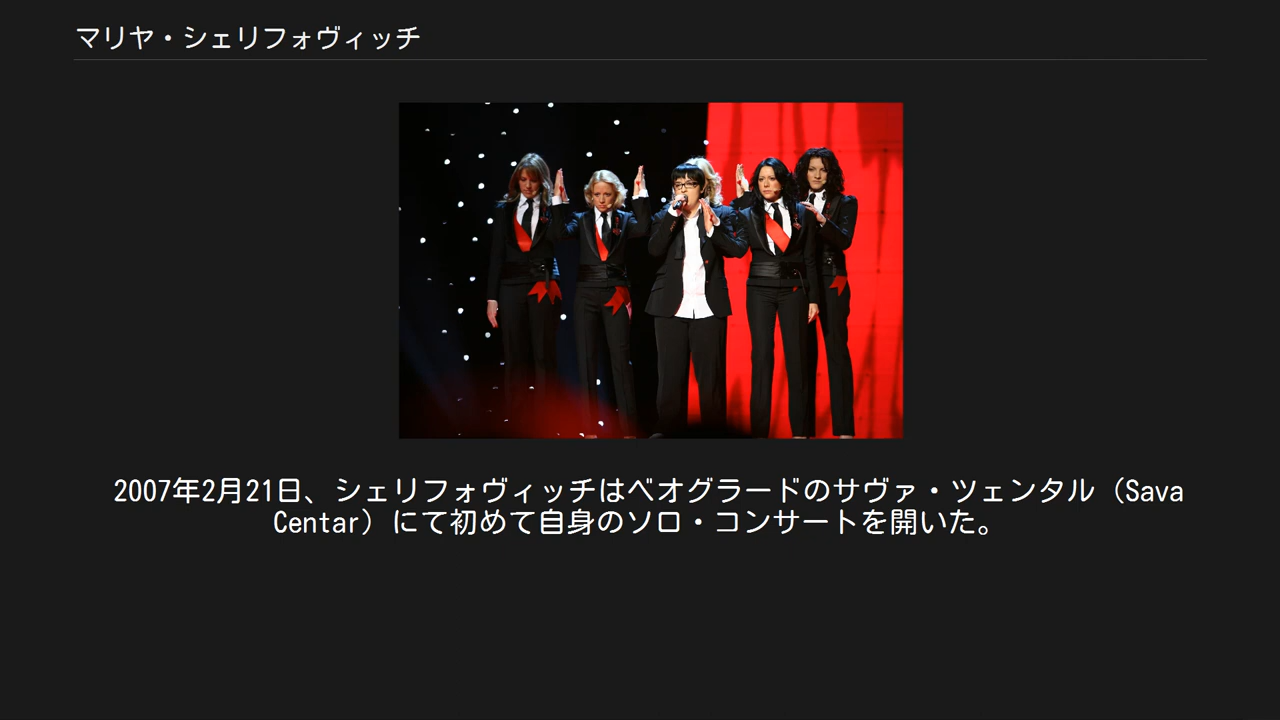 マリヤ・シェリフォヴィッチ
2007年2月21日、シェリフォヴィッチはベオグラードのサヴァ・ツェンタル（Sava
Centar）にて初めて自身のソロ・コンサートを開いた。